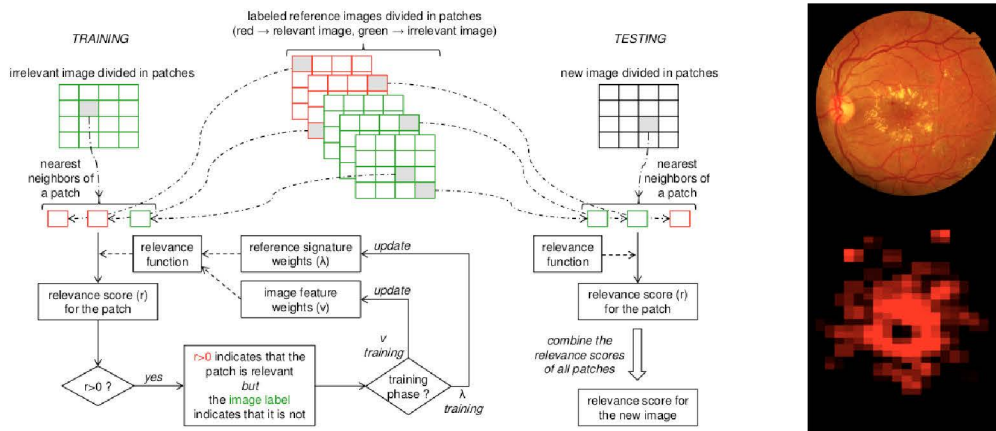 labeled reference images divided in patches
(red → relevant image, green → irrelevant image)
TRAINING
irrelevant image divided in patches
TESTING
new image divided in patches
nearest
neighbors of
a patch
nearest
neighbors of
a patch
relevance
function
reference signature
weights (λ)
update
image feature
weights (v)
update
relevance score (r)
for the patch
r>0 ?
yes
r>0 indicates that the
patch is relevant
but
the image label
indicates that it is not
training
phase ?
v
training
λ
training
relevance
function
relevance score (r)
for the patch
combine the
relevance scores
of all patches
relevance score for
the new image